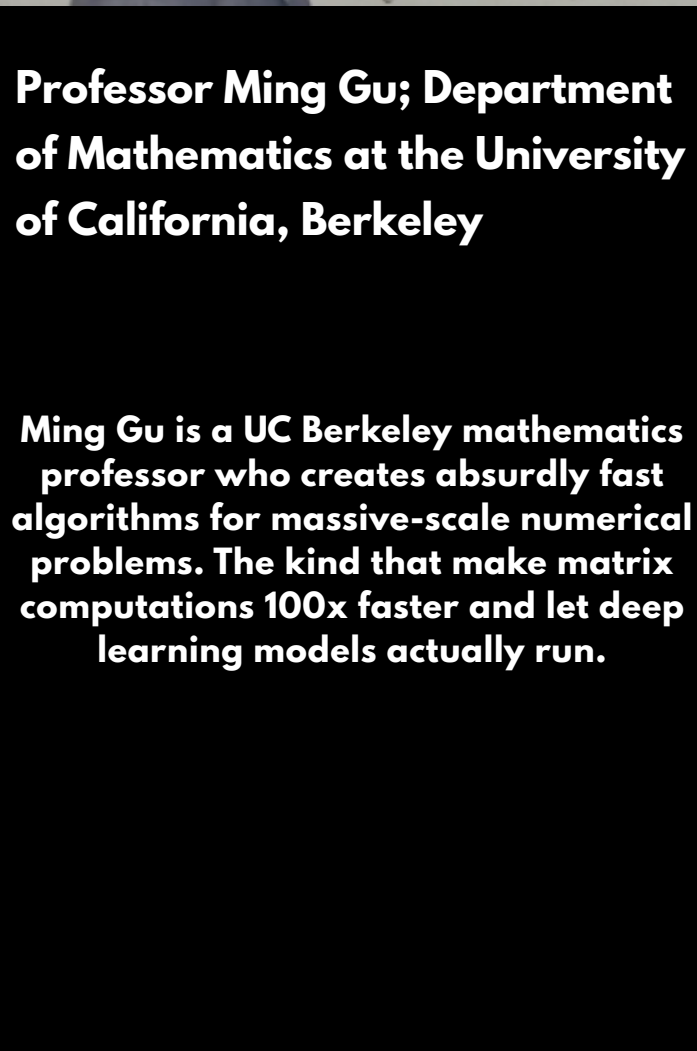 Professor Ming Gu; Department
of Mathematics at the University
of California, Berkeley
Ming Gu is a UC Berkeley mathematics
professor who creates absurdly fast
algorithms for massive-scale numerical
problems. The kind that make matrix
computations 100x faster and let deep
learning models actually run.